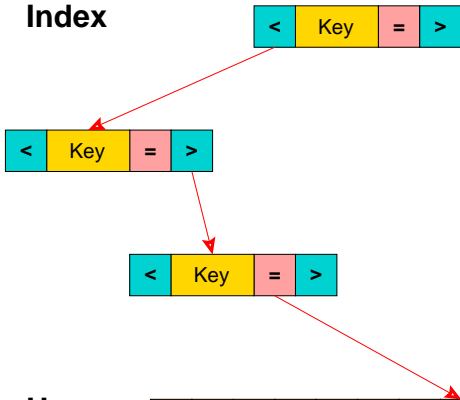 Index
< Key = >
< Key = >
< Key = >